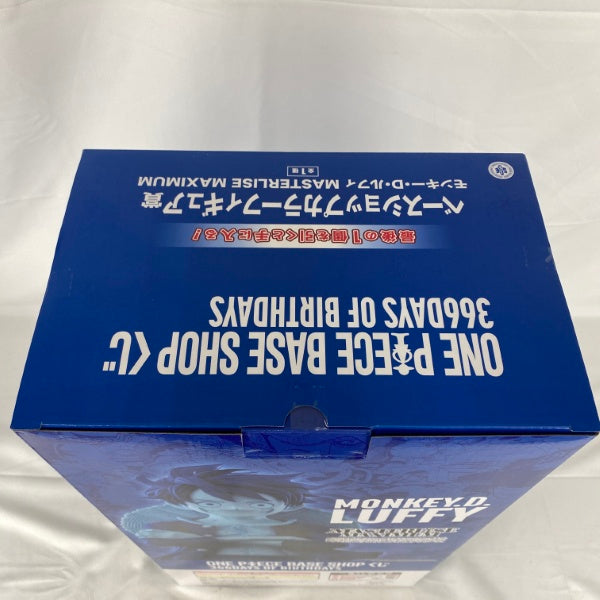 ONE PIECE BASE SHOP くじ
366DAYS OF BIRTHDAYS
最後の1個を引くと手に入る!
ベースショップカラーフィギュア賞
モンキー・D・ルフィ MASTERLISE MAXIMUM
全1種
MONKEY.D.
LUFFY
ONE PIECE BASE SHOP くじ
366DAYS OF BIRTHDAYS